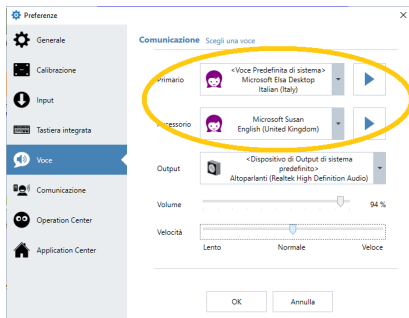 Preferenze
Generale
Calibrazione
Input
Tastiera integrata
Voce
Comunicazione
Operation Center
Application Center
Comunicazione Scegli una voce
Primario
<Voce Predefinita di sistema>
Microsoft Elsa Desktop
Italian (Italy)
Accessorio
Microsoft Susan
English (United Kingdom)
Output
<Dispositivo di Output di sistema
predefinito>
Altoparlanti (Realtek High Definition Audio)
Volume
94 %
Velocità
Lento Normale Veloce
OK Annulla